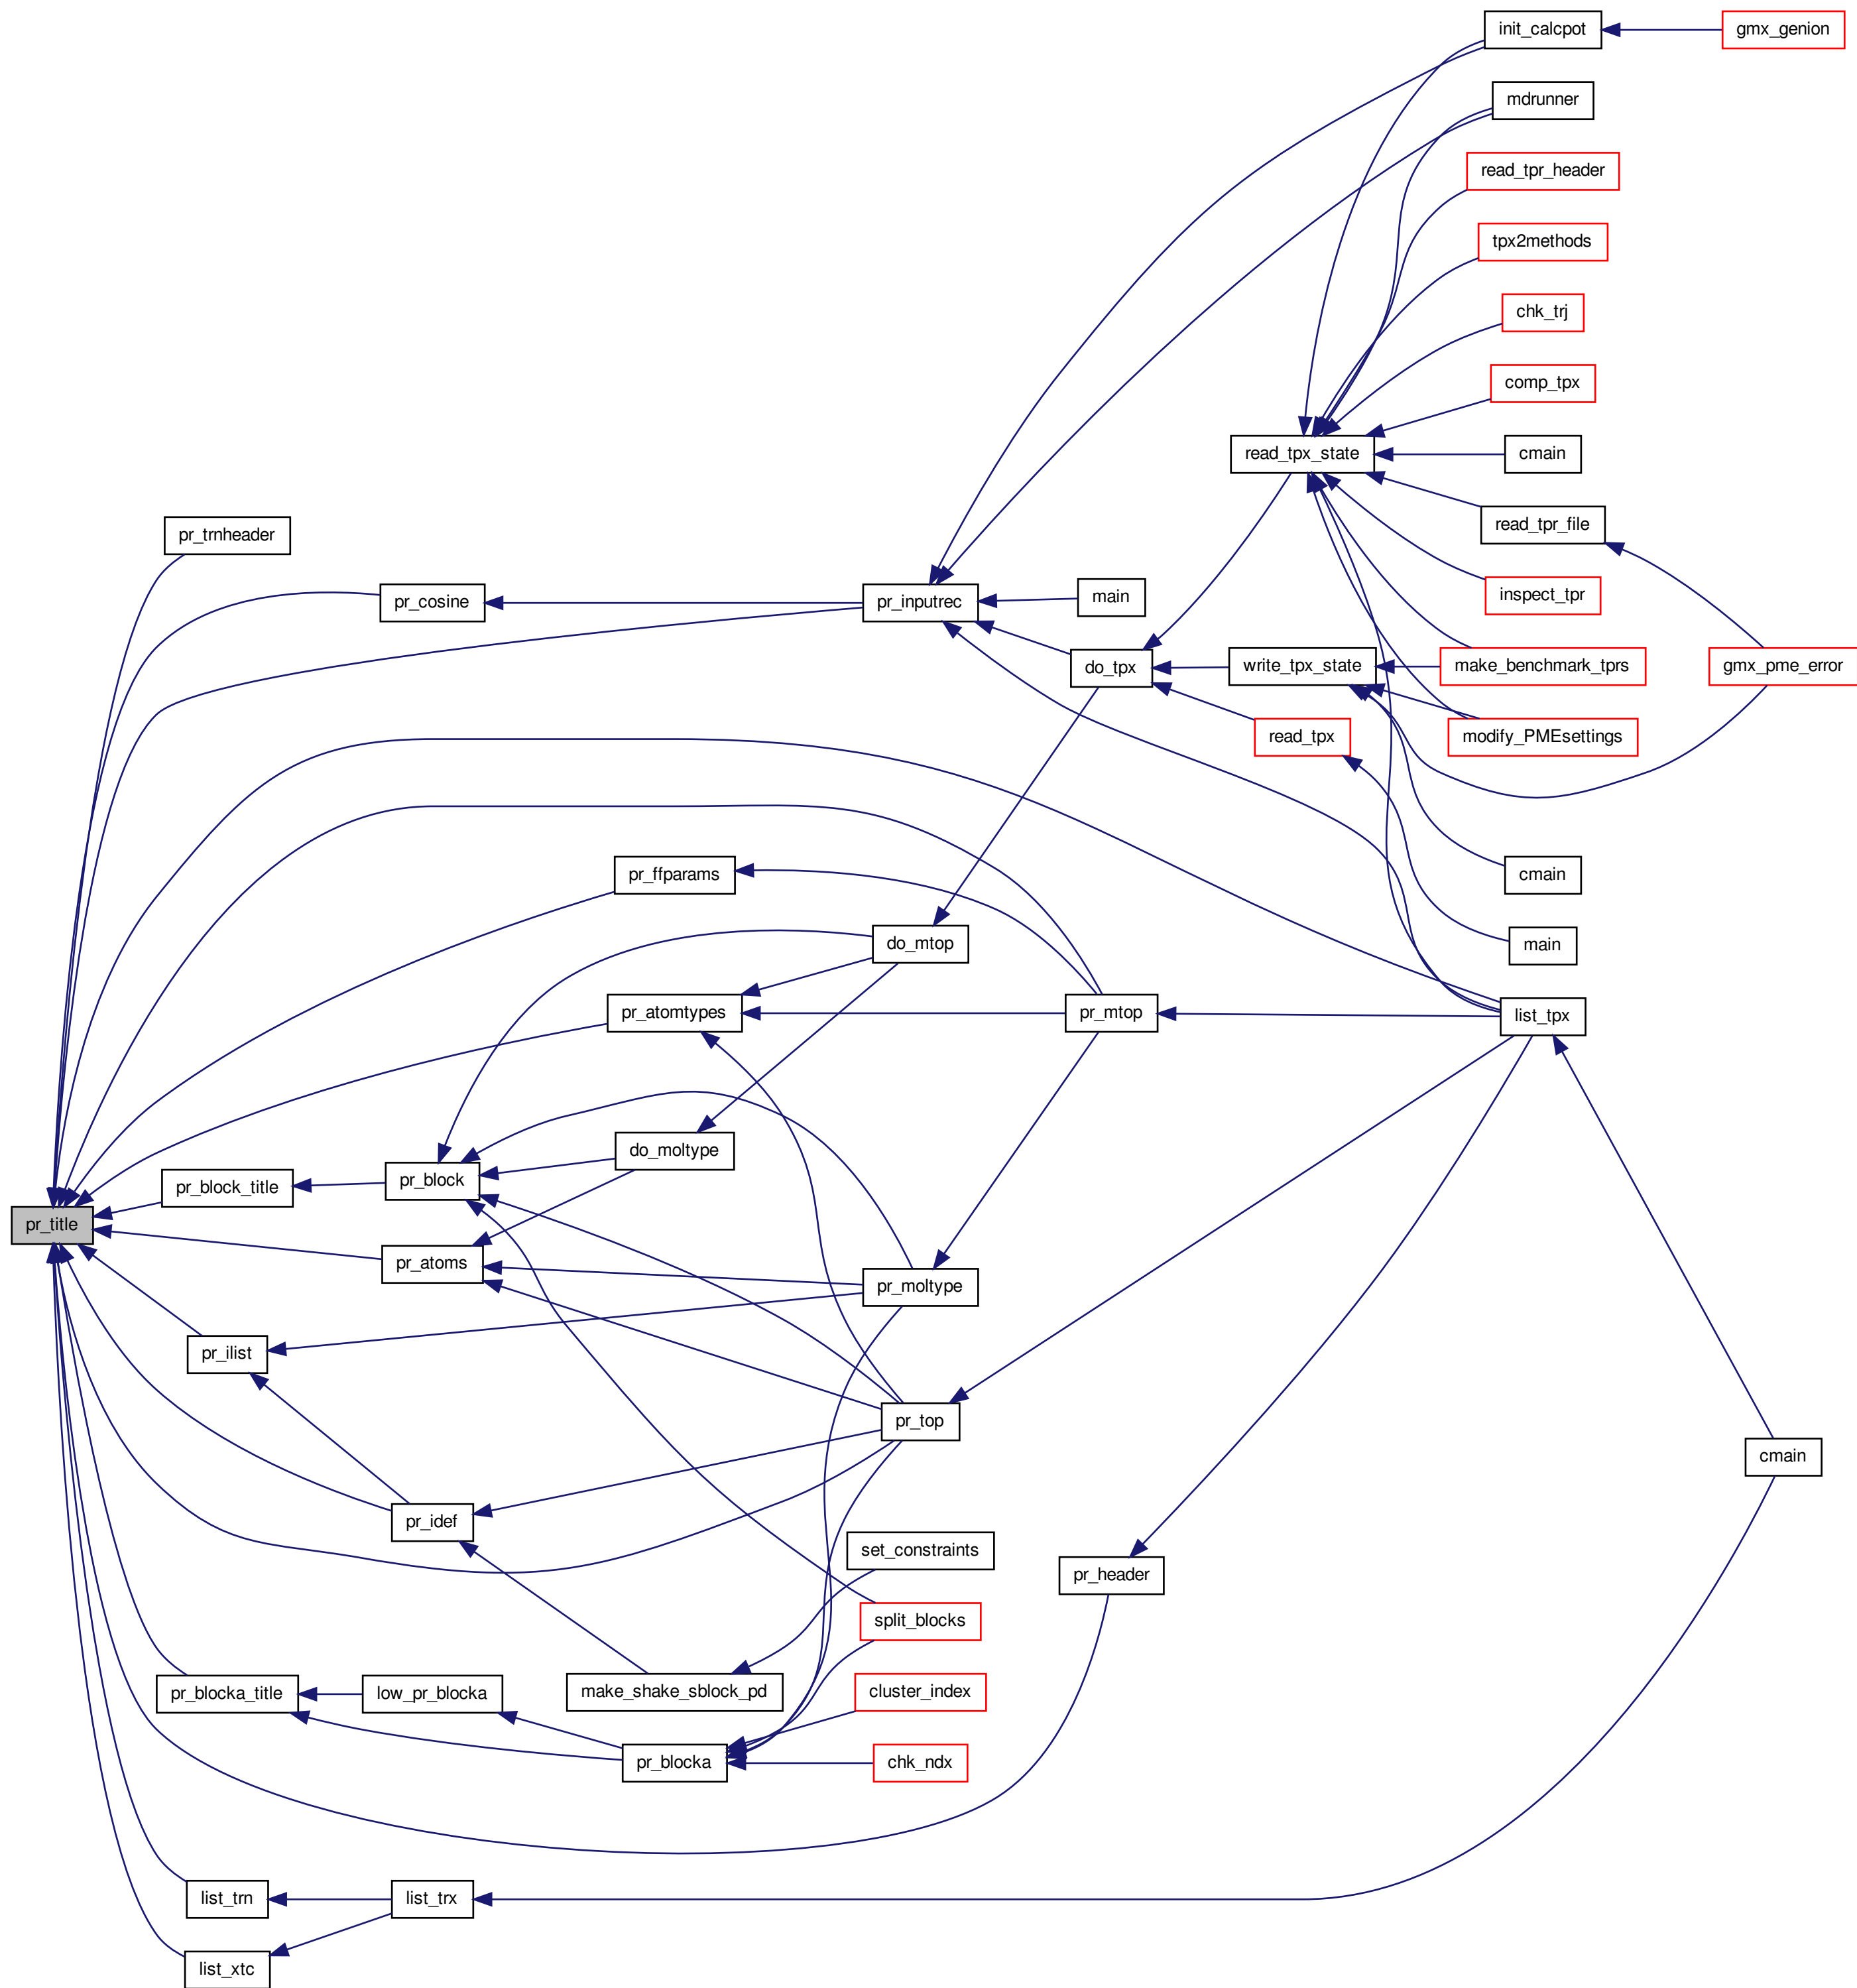 init_calcpot
gmx_genion
mdrunner
read_tpr_header
tpx2methods
chk_trj
comp_tpx
read_tpx_state
cmain
read_tpr_file
pr_trnheader
inspect_tpr
pr_cosine
pr_inputrec
main
do_tpx
write_tpx_state
make_benchmark_tprs
gmx_pme_error
read_tpx
modify_PMEsettings
pr_ffparams
cmain
do_mtop
main
pr_atomtypes
pr_mtop
list_tpx
do_moltype
pr_block_title
pr_block
pr_title
pr_atoms
pr_moltype
pr_ilist
pr_top
cmain
pr_idef
set_constraints
pr_header
split_blocks
pr_blocka_title
low_pr_blocka
make_shake_sblock_pd
cluster_index
pr_blocka
chk_ndx
list_trn
list_trx
list_xtc